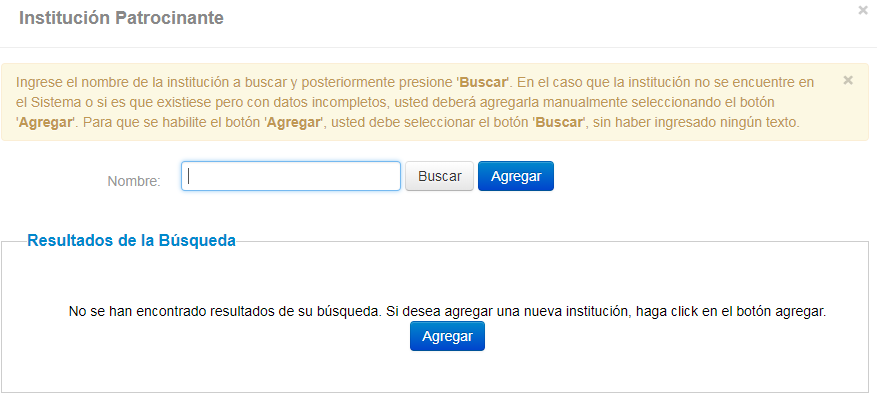 Institución Patrocinante
×
Ingrese el nombre de la institución a buscar y posteriormente presione 'Buscar'. En el caso que la institución no se encuentre en
el Sistema o si es que existiese pero con datos incompletos, usted deberá agregarla manualmente seleccionando el botón
'Agregar'. Para que se habilite el botón 'Agregar', usted debe seleccionar el botón 'Buscar', sin haber ingresado ningún texto.
×
Nombre: Buscar Agregar
Resultados de la Búsqueda
No se han encontrado resultados de su búsqueda. Si desea agregar una nueva institución, haga click en el botón agregar.
Agregar